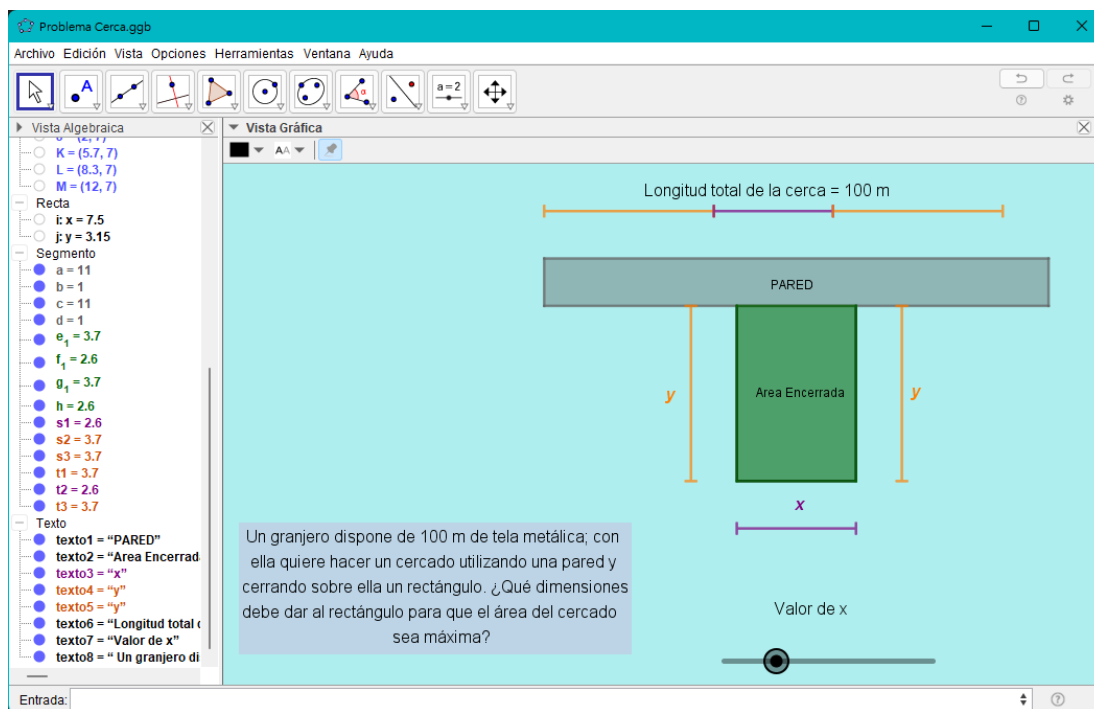 Problema Cerca.ggb
Archivo Edición Vista Opciones Herramientas Ventana Ayuda
A
α
a=2
Vista Algebraica
Vista Gráfica
AA
K = (5.7, 7)
L = (8.3, 7)
M = (12, 7)
Recta
i: x = 7.5
j: y = 3.15
Segmento
a = 11
b = 1
c = 11
d = 1
e1 = 3.7
f1 = 2.6
g1 = 3.7
h = 2.6
s1 = 2.6
s2 = 3.7
s3 = 3.7
t1 = 3.7
t2 = 2.6
t3 = 3.7
Texto
texto1 = “PARED”
texto2 = “Area Encerrad
texto3 = “x”
texto4 = “y”
texto5 = “y”
texto6 = “Longitud total
texto7 = “Valor de x”
texto8 = “ Un granjero di
Longitud total de la cerca = 100 m
PARED
y
Area Encerrada
y
x
Un granjero dispone de 100 m de tela metálica; con
ella quiere hacer un cercado utilizando una pared y
cerrando sobre ella un rectángulo. ¿Qué dimensiones
debe dar al rectángulo para que el área del cercado
sea máxima?
Valor de x
Entrada: